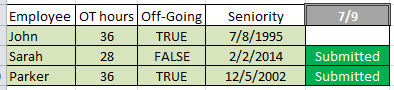 Employee OT hours Off-Going Seniority 7/9
John 36 TRUE 7/8/1995
Sarah 28 FALSE 2/2/2014 Submitted
Parker 36 TRUE 12/5/2002 Submitted